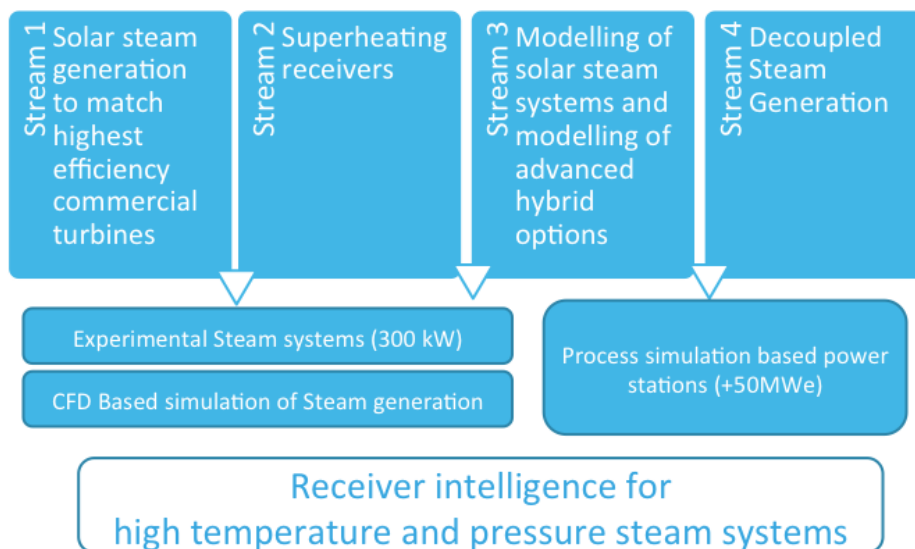 Stream 1
Solar steam
generation
to match
highest
efficiency
commercial
turbines
Stream 2
Superheating
receivers
Stream 3
Modelling of
solar steam
systems and
modelling of
advanced
hybrid
options
Stream 4
Decoupled
Steam
Generation
Experimental Steam systems (300 kW)
CFD Based simulation of Steam generation
Process simulation based power
stations (+50MWe)
Receiver intelligence for
high temperature and pressure steam systems